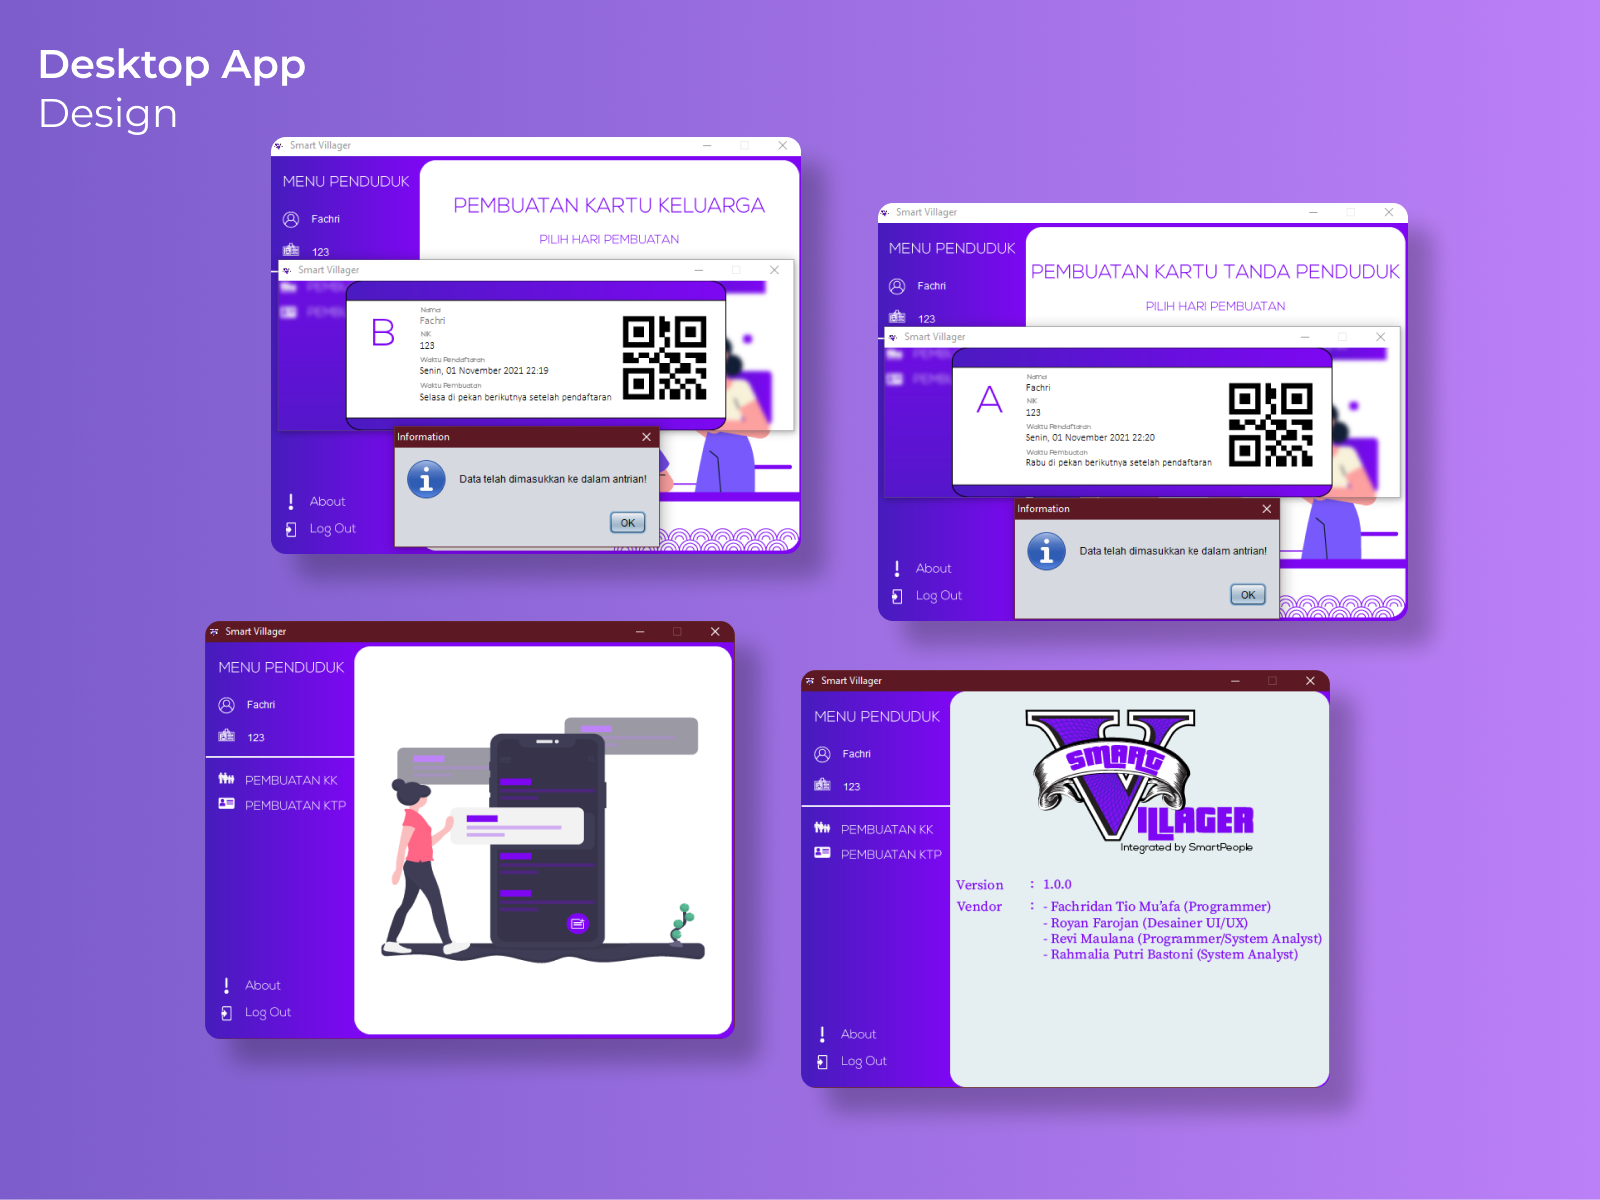 Desktop App
Design
Smart Villager
MENU PENDUDUK
Fachri
123
PEMBUATAN KARTU KELUARGA
PILIH HARI PEMBUATAN
Smart Villager
B
Nama
Fachri
NIK
123
Waktu Pendaftaran
Senin, 01 November 2021 22:19
Waktu Pembuatan
Selasa di pekan berikutnya setelah pendaftaran
Information
Data telah dimasukkan ke dalam antrian!
OK
About
Log Out
Smart Villager
MENU PENDUDUK
Fachri
123
PEMBUATAN KARTU TANDA PENDUDUK
PILIH HARI PEMBUATAN
Smart Villager
A
Nama
Fachri
NIK
123
Waktu Pendaftaran
Senin, 01 November 2021 22:20
Waktu Pembuatan
Rabu di pekan berikutnya setelah pendaftaran
Information
Data telah dimasukkan ke dalam antrian!
OK
About
Log Out
Smart Villager
MENU PENDUDUK
Fachri
123
PEMBUATAN KK
PEMBUATAN KTP
About
Log Out
Smart Villager
MENU PENDUDUK
Fachri
123
PEMBUATAN KK
PEMBUATAN KTP
About
Log Out
SMART
VILLAGER
Integrated by SmartPeople
Version : 1.0.0
Vendor : - Fachridan Tio Mu'afa (Programmer)
- Royan Farojan (Desainer UI/UX)
- Revi Maulana (Programmer/System Analyst)
- Rahmalia Putri Bastoni (System Analyst)